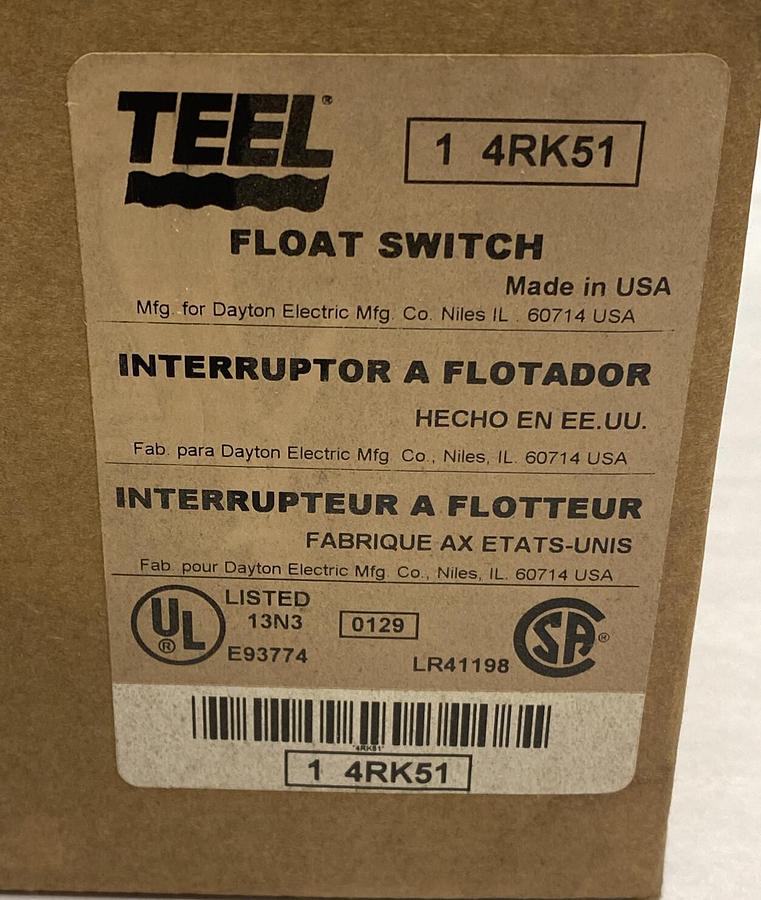 TEEL®
1 4RK51
FLOAT SWITCH
Made in USA
Mfg. for Dayton Electric Mfg. Co. Niles IL . 60714 USA
INTERRUPTOR A FLOTADOR
HECHO EN EE.UU.
Fab. para Dayton Electric Mfg. Co., Niles, IL. 60714 USA
INTERRUPTEUR A FLOTTEUR
FABRIQUE AX ETATS-UNIS
Fab. pour Dayton Electric Mfg. Co., Niles, IL. 60714 USA
UL®
LISTED
13N3
E93774
0129
LR41198
SA®
*4RK51*
1 4RK51